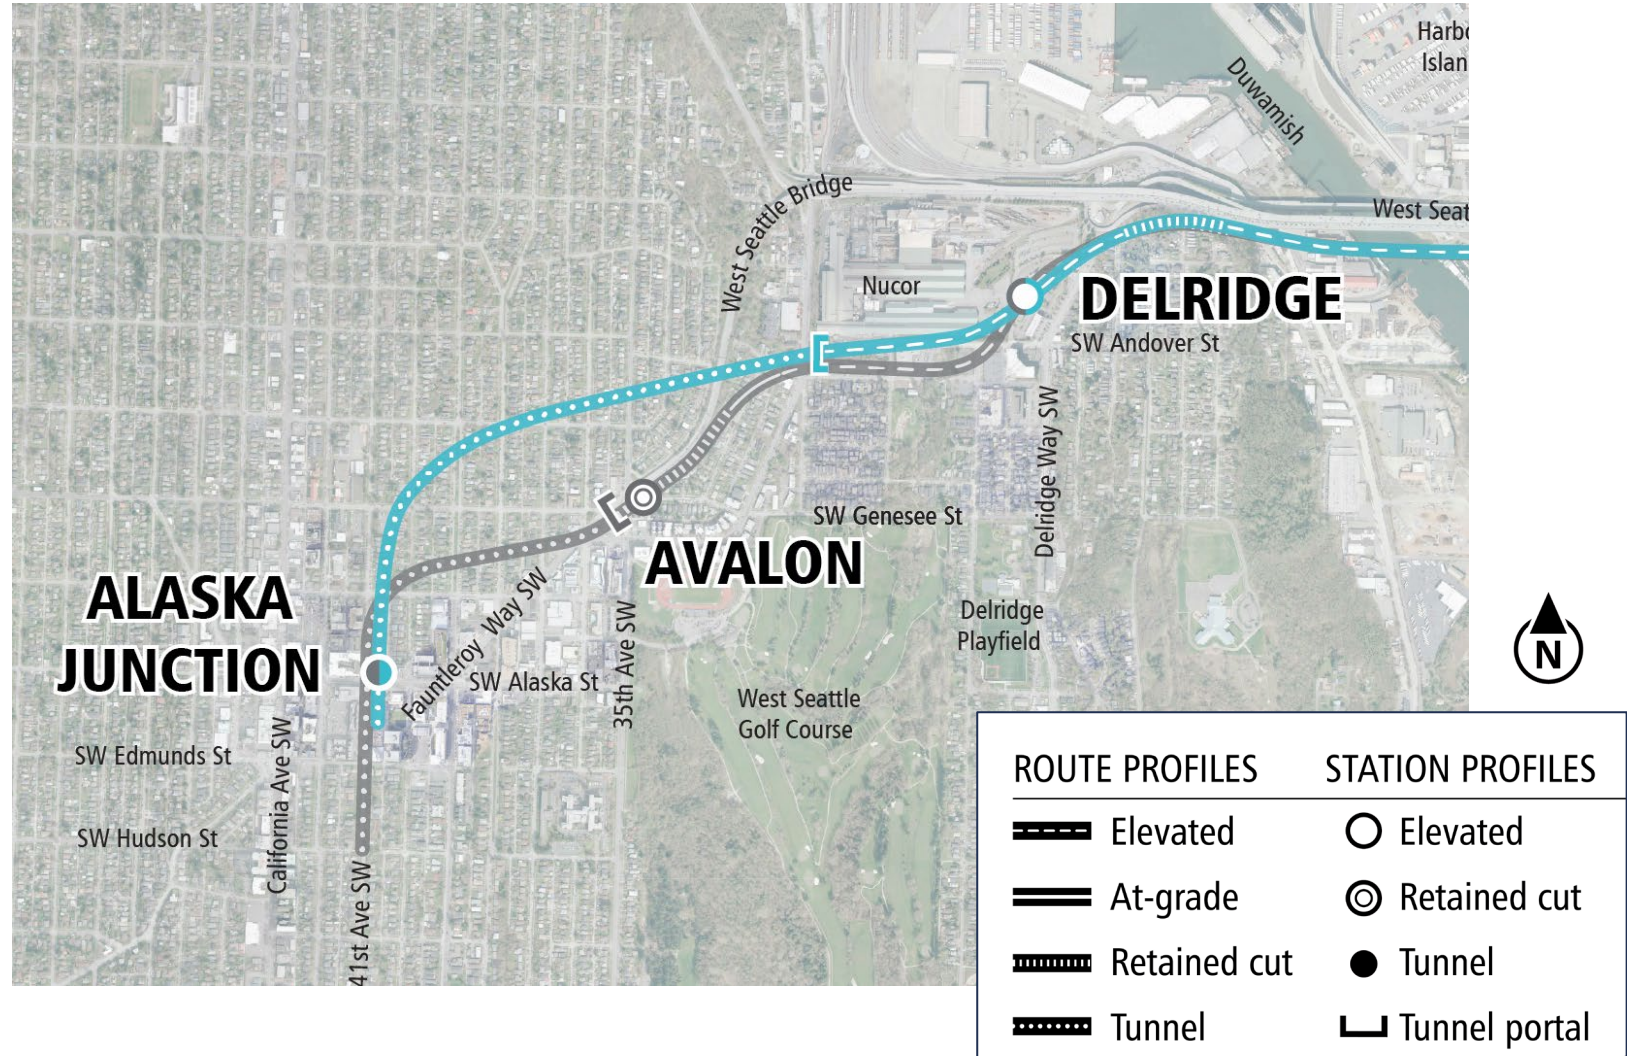 Harbo
Islan
Duwamish
West Seattle Bridge
West Seat
Nucor
DELRIDGE
SW Andover St
Delridge Way SW
SW Genesee St
AVALON
ALASKA
JUNCTION
Fauntleroy Way SW
35th Ave SW
SW Alaska St
Delridge
Playfield
West Seattle
Golf Course
SW Edmunds St
California Ave SW
SW Hudson St
41st Ave SW
N
ROUTE PROFILES
Elevated
At-grade
Retained cut
Tunnel
STATION PROFILES
Elevated
Retained cut
Tunnel
Tunnel portal